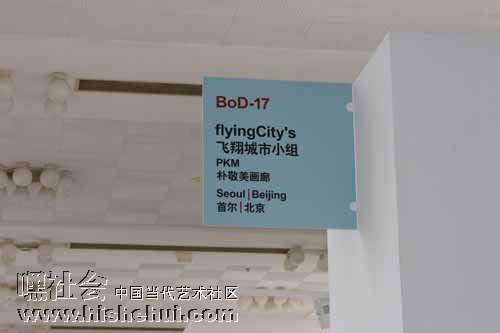 BoD-17
flyingCity's
飞翔城市小组
PKM
朴敬美画廊
Seoul|Beijing
首尔|北京
嘿社会 中国当代艺术社区
www.hishehui.com